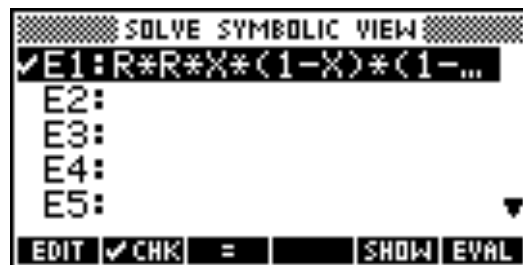 SOLVE SYMBOLIC VIEW
✔E1:R*R*X*(1-X)*(1-…
E2:
E3:
E4:
E5:
EDIT ✔CHK = SHOW EVAL